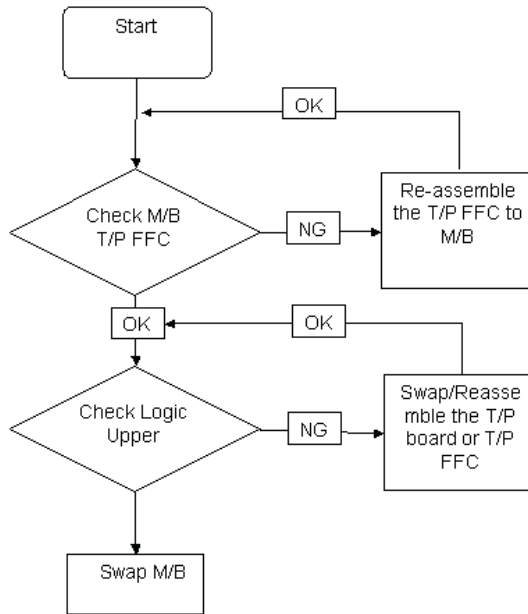 Start
OK
Check M/B
T/P FFC
NG
Re-assemble
the T/P FFC to
M/B
OK
OK
Check Logic
Upper
NG
Swap/Reasse
mble the T/P
board or T/P
FFC
Swap M/B